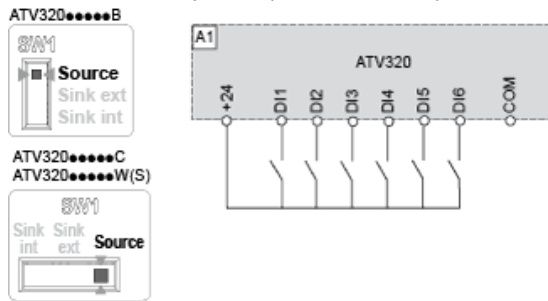 ATV320●●●●●B
SW1
Source
Sink ext
Sink int
ATV320●●●●●C
ATV320●●●●●W(S)
SW1
Sink int
Sink ext
Source
A1
ATV320
+24
DI1
DI2
DI3
DI4
DI5
DI6
COM